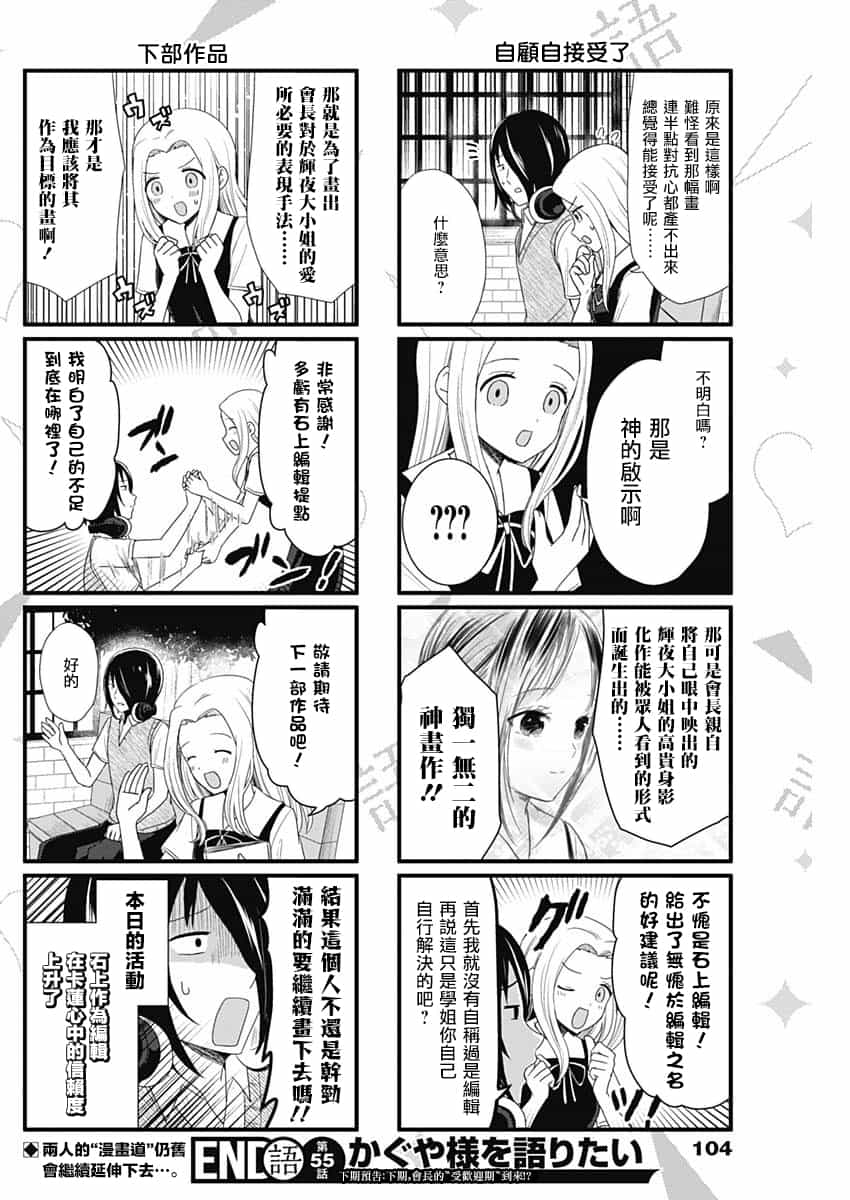 自顧自接受了
原來是這樣啊
難怪看到那幅畫
連半點對抗心都產不出來
總覺得能接受了呢……
什麼意思?
不明白嗎?
那是
神的啟示啊
???
那可是會長親自
將自己眼中映出的
輝夜大小姐的高貴身影
化作能被眾人看到的形式
而誕生出的……
獨一無二的
神畫作!!
不愧是石上編輯!
給出了無愧於編輯之名
的好建議呢!
グッ
首先我就沒有自稱過是編輯
再說這只是學姐你自己
自行解決的吧?
下部作品
那就是為了畫出
會長對於輝夜大小姐的愛
所必要的表現手法……
ウズ
ウズ
ウズ
那才是
我應該將其
作為目標的畫啊!
非常感謝!
多虧有石上編輯提點
我明白了自己的不足
到底在哪裡了!
敬請期待
下一部作品吧!
好的
結果這個人不還是幹勁
滿滿的要繼續畫下去嗎!!
本日的活動
石上作為編輯
在卡蓮心中的信賴度
上升了
104
かぐや様を語りたい
第55話
語
END
◆兩人的“漫畫道”仍舊
會繼續延伸下去…。
下期預告:下期,會長的“受歡迎期”到來!?
語
語
語